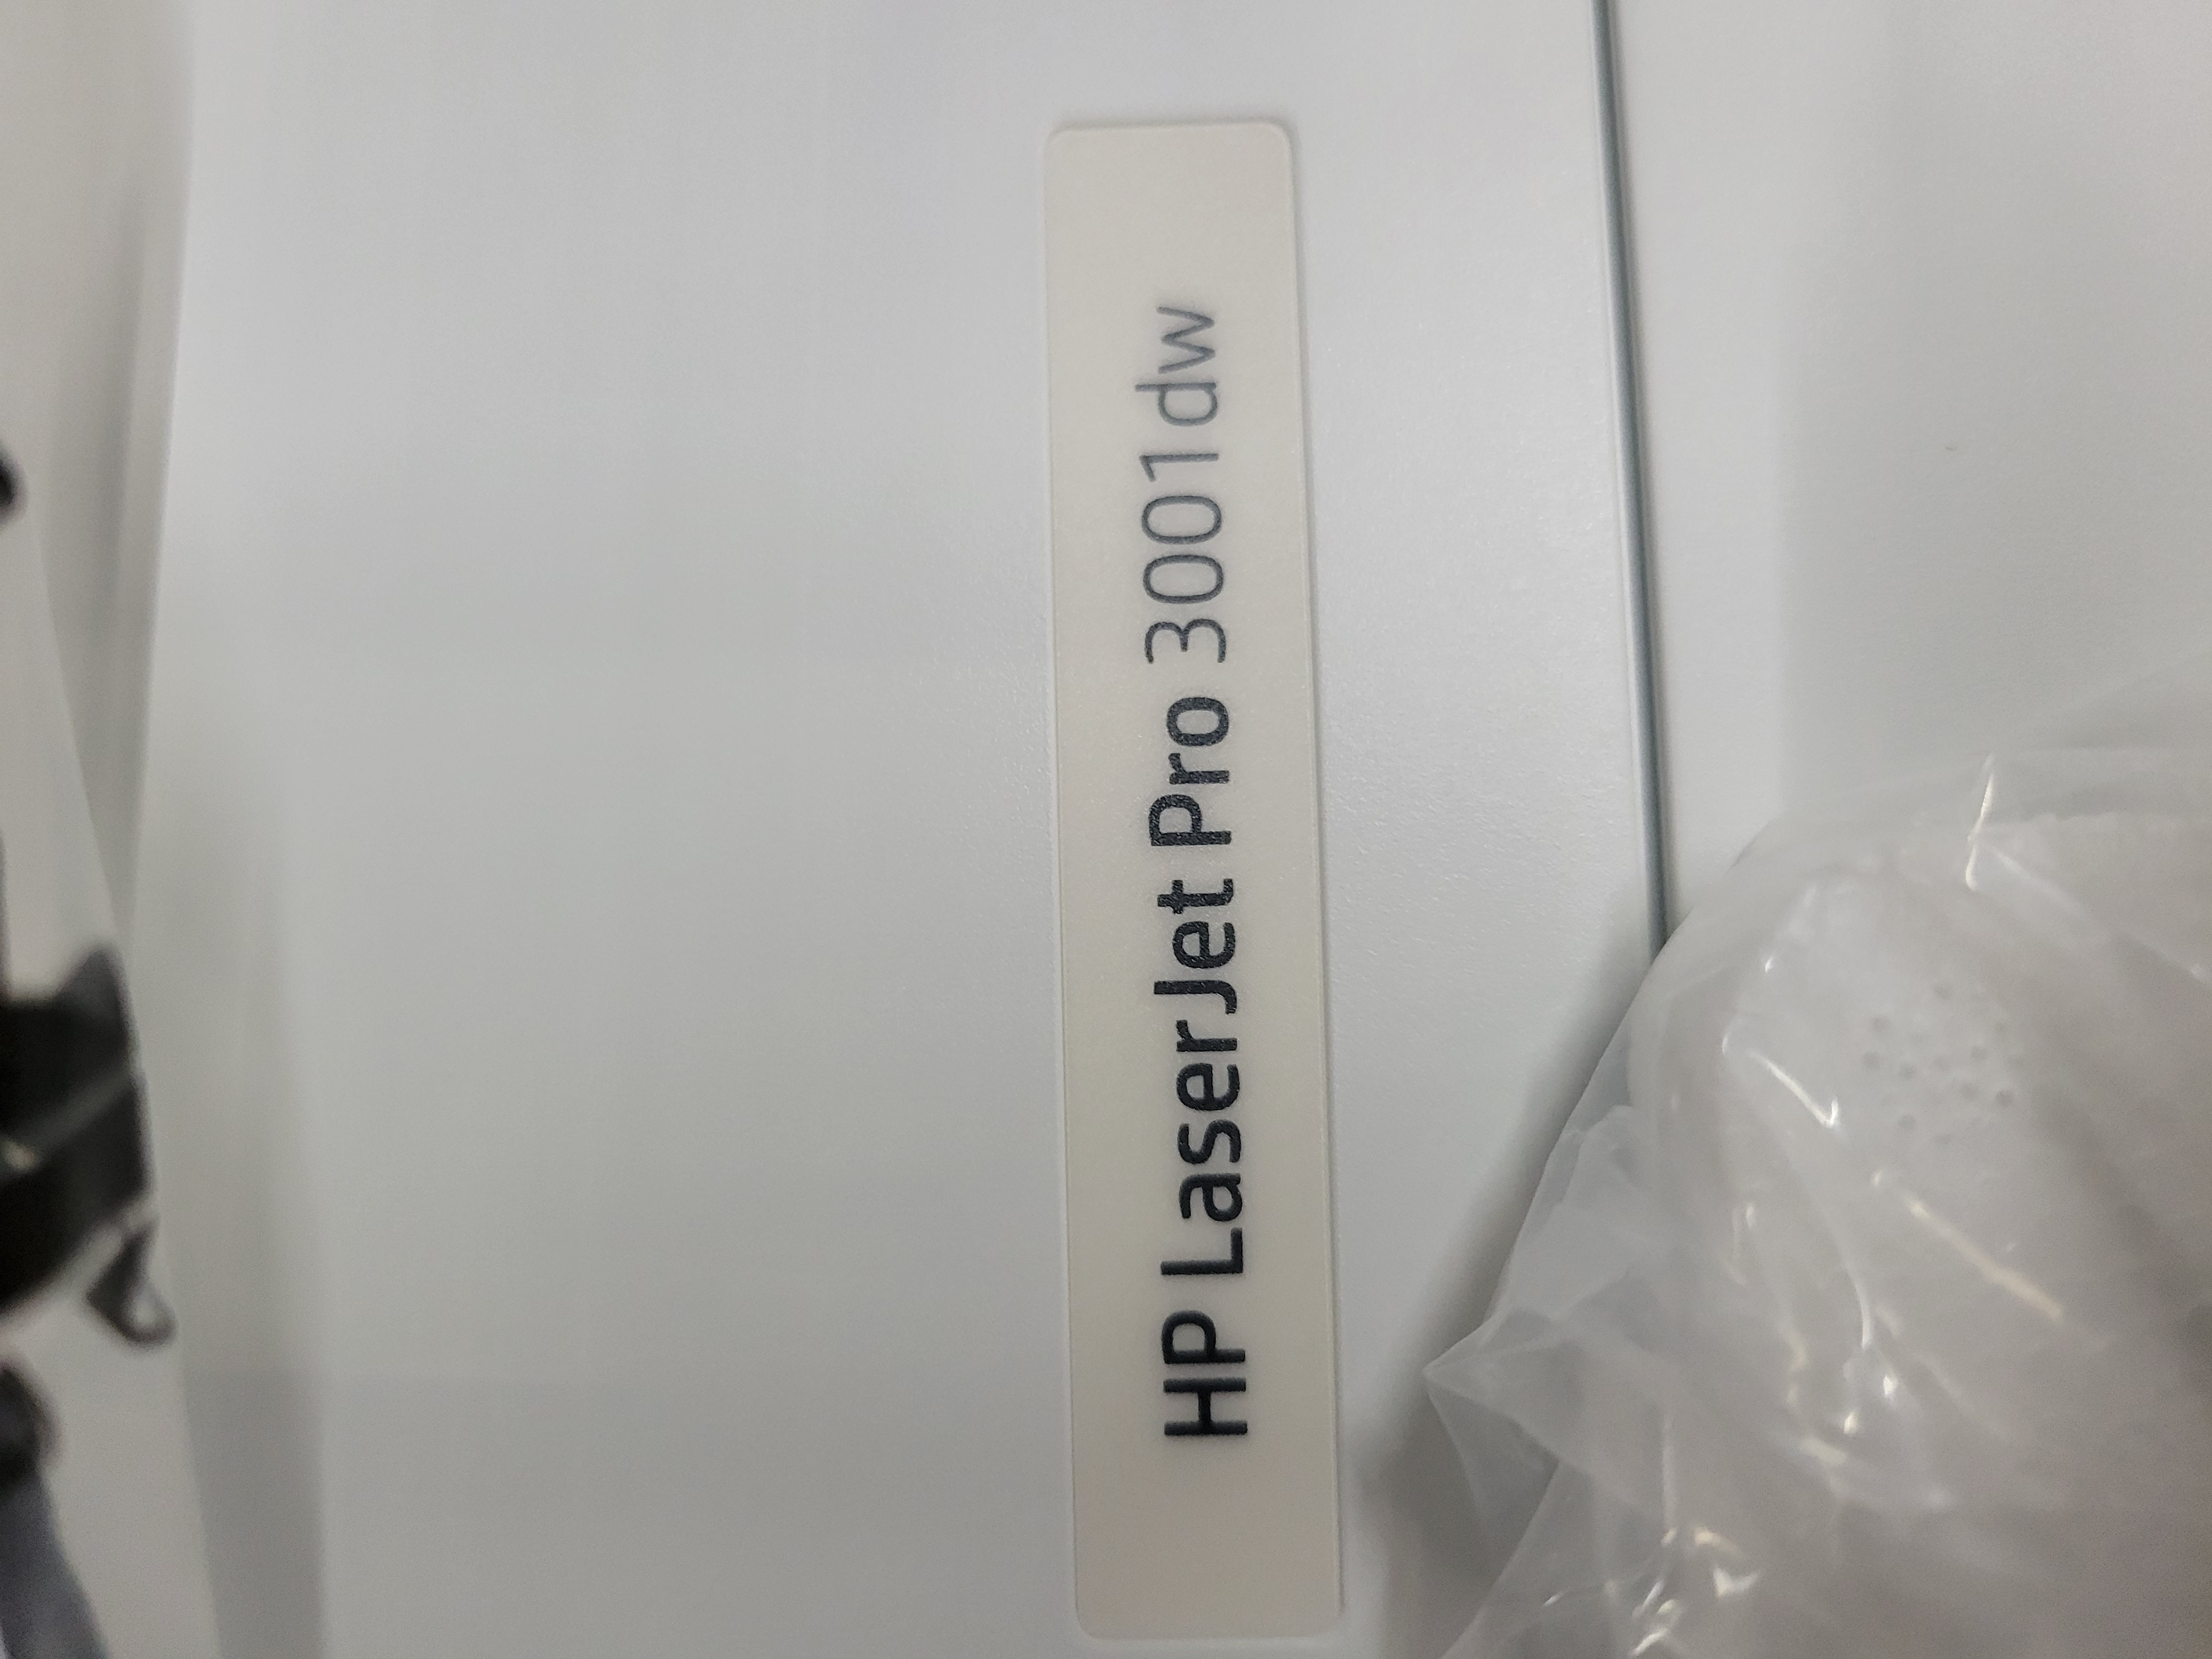 HP LaserJet Pro 3001dw